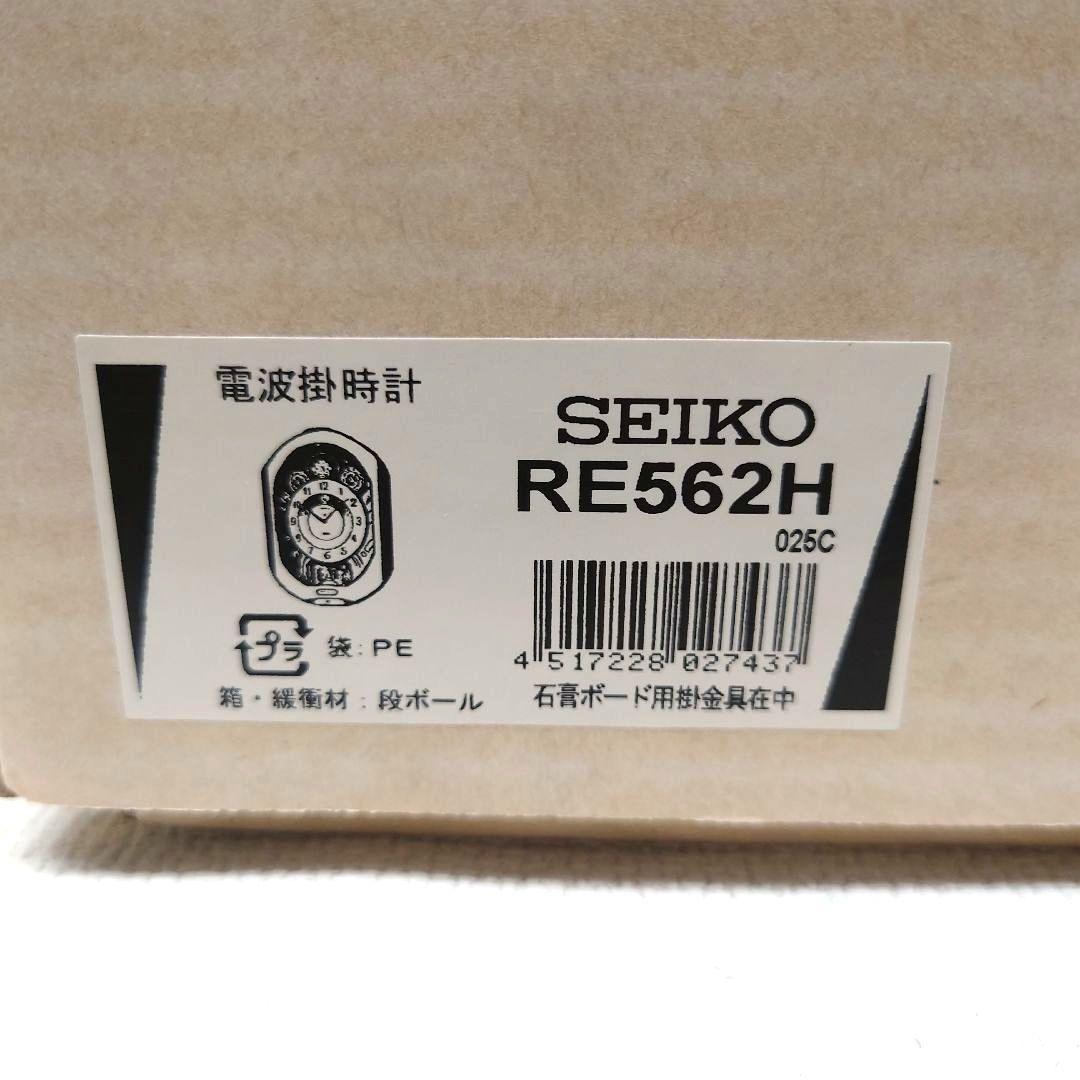 電波掛時計
SEIKO
RE562H
025C
プラ 袋:PE
箱・緩衝材:段ボール
4 517228 027437
石膏ボード用掛金具在中